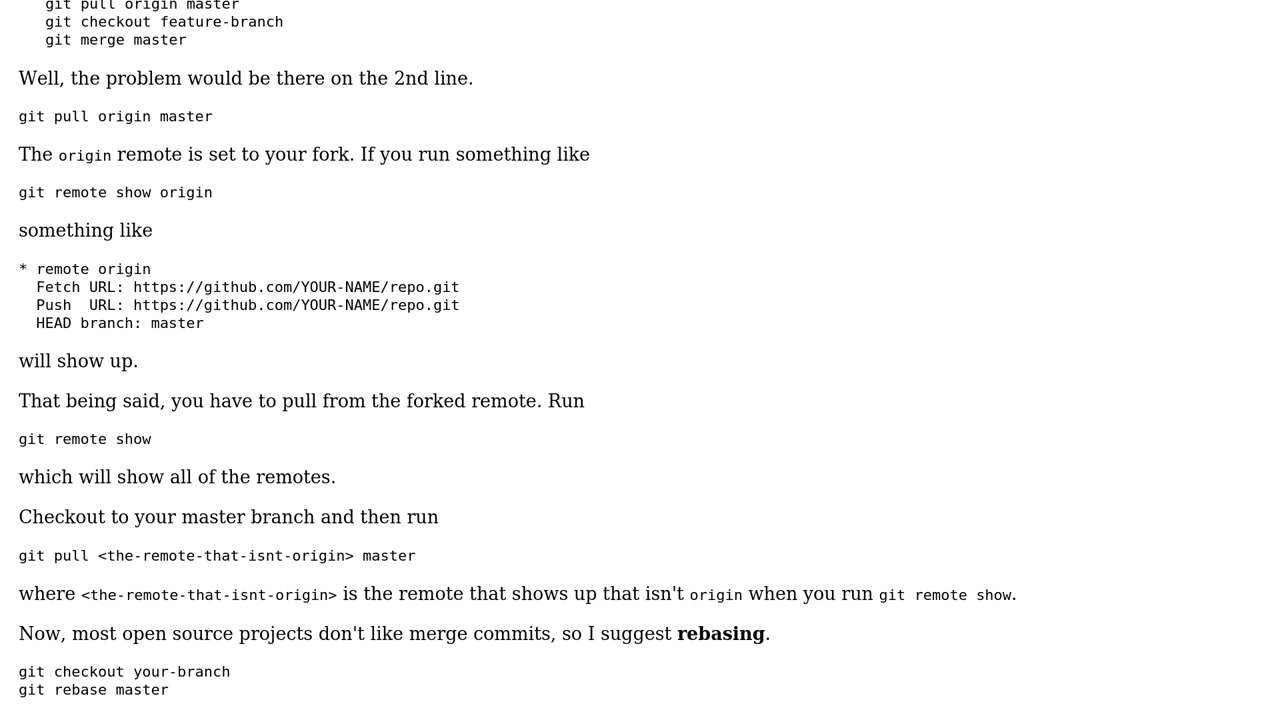 git pull origin master
git checkout feature-branch
git merge master
Well, the problem would be there on the 2nd line.
git pull origin master
The origin remote is set to your fork. If you run something like
git remote show origin
something like
* remote origin
  Fetch URL: https://github.com/YOUR-NAME/repo.git
  Push  URL: https://github.com/YOUR-NAME/repo.git
  HEAD branch: master
will show up.
That being said, you have to pull from the forked remote. Run
git remote show
which will show all of the remotes.
Checkout to your master branch and then run
git pull <the-remote-that-isnt-origin> master
where <the-remote-that-isnt-origin> is the remote that shows up that isn't origin when you run git remote show.
Now, most open source projects don't like merge commits, so I suggest rebasing.
git checkout your-branch
git rebase master